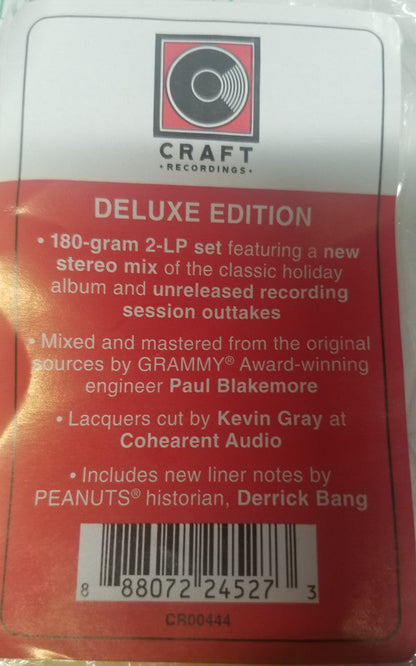 CRAFT
• RECORDINGS •
DELUXE EDITION
• 180-gram 2-LP set featuring a new
stereo mix of the classic holiday
album and unreleased recording
session outtakes
• Mixed and mastered from the original
sources by GRAMMY® Award-winning
engineer Paul Blakemore
• Lacquers cut by Kevin Gray at
Cohearent Audio
• Includes new liner notes by
PEANUTS® historian, Derrick Bang
8 88072 24527 3
CR00444